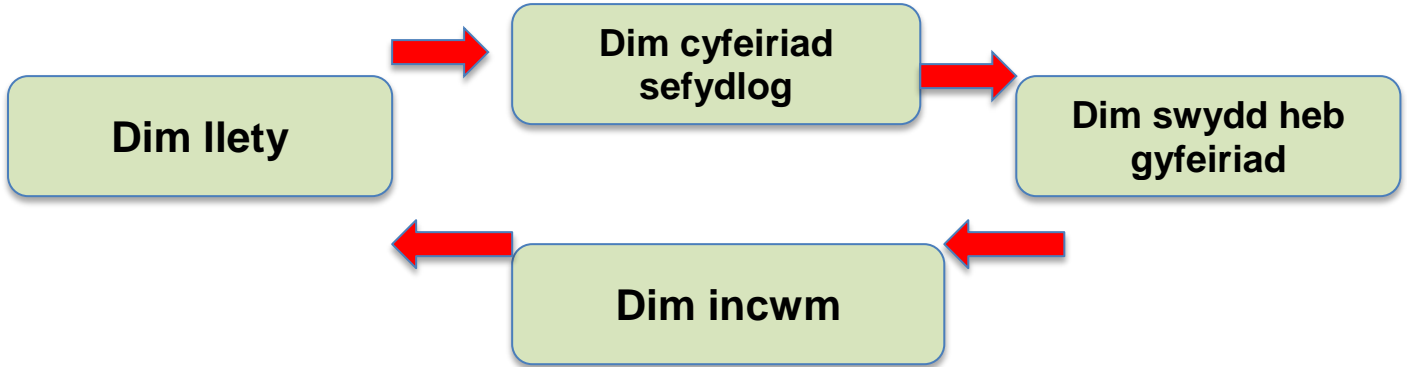 Dim llety
Dim cyfeiriad
sefydlog
Dim swydd heb
gyfeiriad
Dim incwm